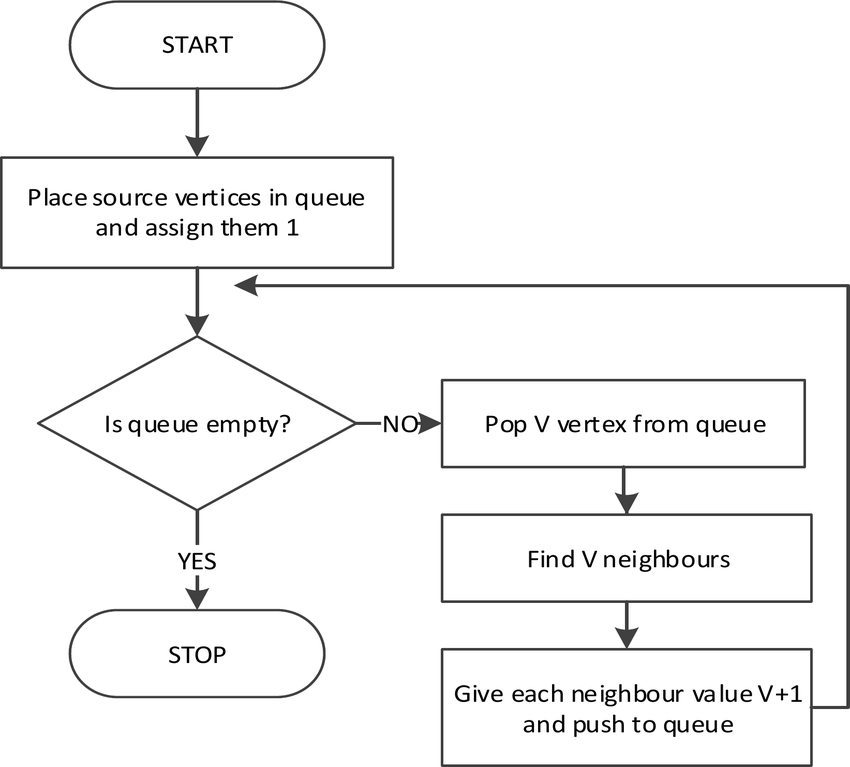 START
Place source vertices in queue
and assign them 1
Is queue empty?
NO
Pop V vertex from queue
Find V neighbours
YES
STOP
Give each neighbour value V+1
and push to queue